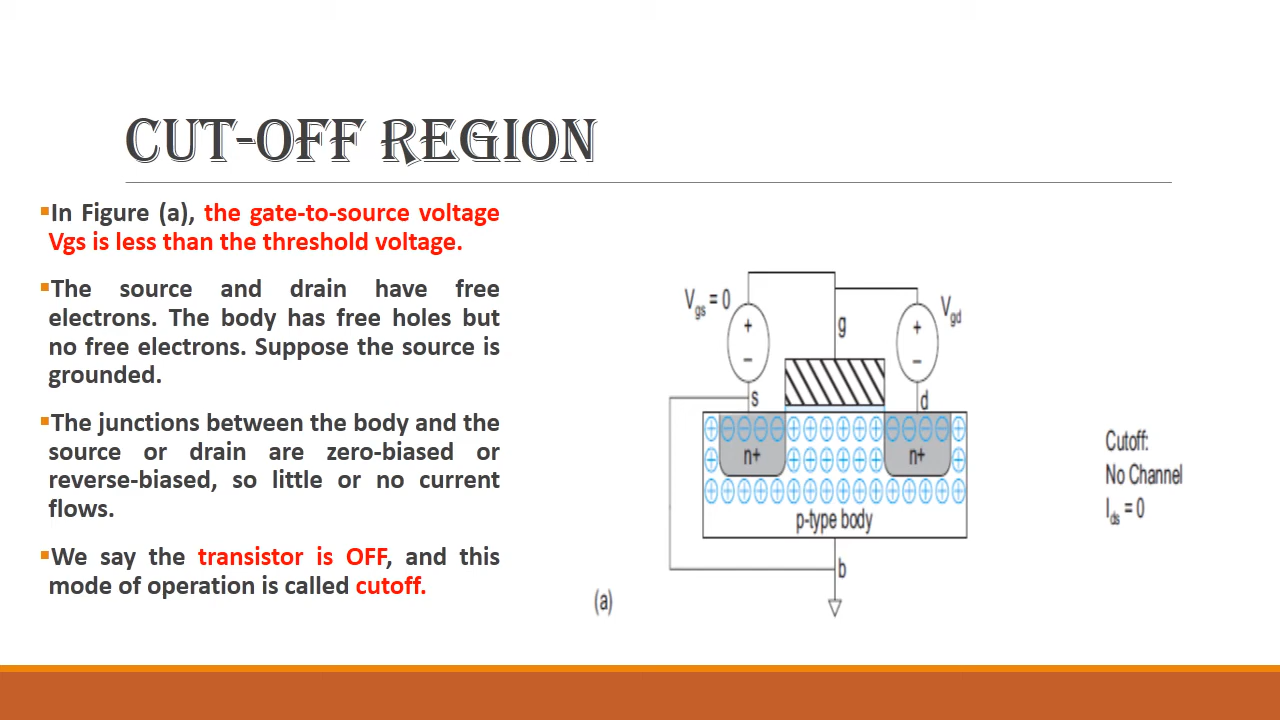 CUT-OFF REGION
▪In Figure (a), the gate-to-source voltage
Vgs is less than the threshold voltage.
▪The source and drain have free
electrons. The body has free holes but
no free electrons. Suppose the source is
grounded.
▪The junctions between the body and the
source or drain are zero-biased or
reverse-biased, so little or no current
flows.
▪We say the transistor is OFF, and this
mode of operation is called cutoff.
Vgs = 0
Vgd
+
+
g
−
−
s
d
n+
n+
p-type body
b
(a)
Cutoff:
No Channel
Ids = 0